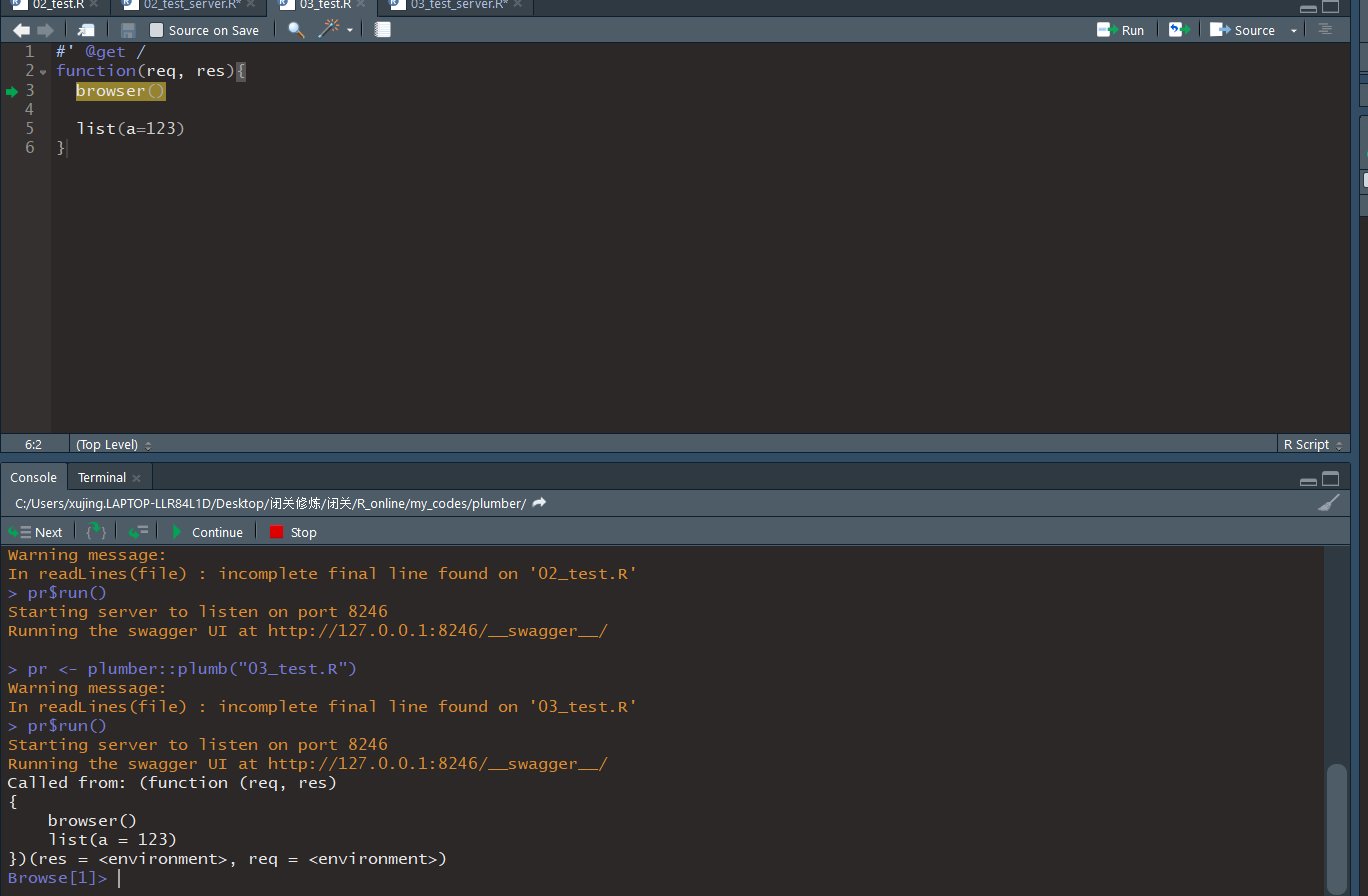 02_test.R
02_test_server.R*
03_test.R
03_test_server.R*
Source on Save
Run
Source
1 #' @get /
2 function(req, res){
3   browser()
4
5   list(a=123)
6 }
6:2
(Top Level)
R Script
Console
Terminal
C:/Users/xujing.LAPTOP-LLR84L1D/Desktop/闭关修炼/闭关/R_online/my_codes/plumber/
Next
Continue
Stop
Warning message:
In readLines(file) : incomplete final line found on '02_test.R'
> pr$run()
Starting server to listen on port 8246
Running the swagger UI at http://127.0.0.1:8246/__swagger__/
> pr <- plumber::plumb("03_test.R")
Warning message:
In readLines(file) : incomplete final line found on '03_test.R'
> pr$run()
Starting server to listen on port 8246
Running the swagger UI at http://127.0.0.1:8246/__swagger__/
Called from: (function (req, res)
{
    browser()
    list(a = 123)
})(res = <environment>, req = <environment>)
Browse[1]>